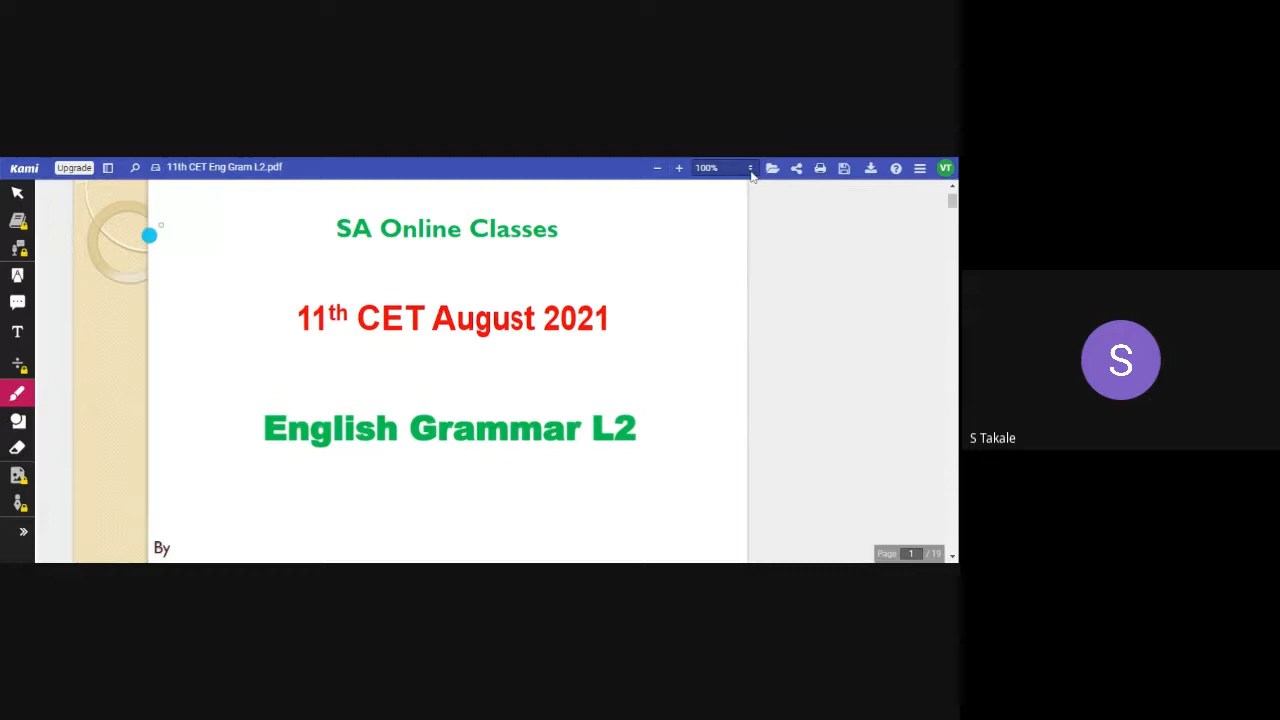 Kami
Upgrade
11th CET Eng Gram L2.pdf
100%
VT
SA Online Classes
11th CET August 2021
English Grammar L2
By
Page 1 / 19
T
S
S Takale